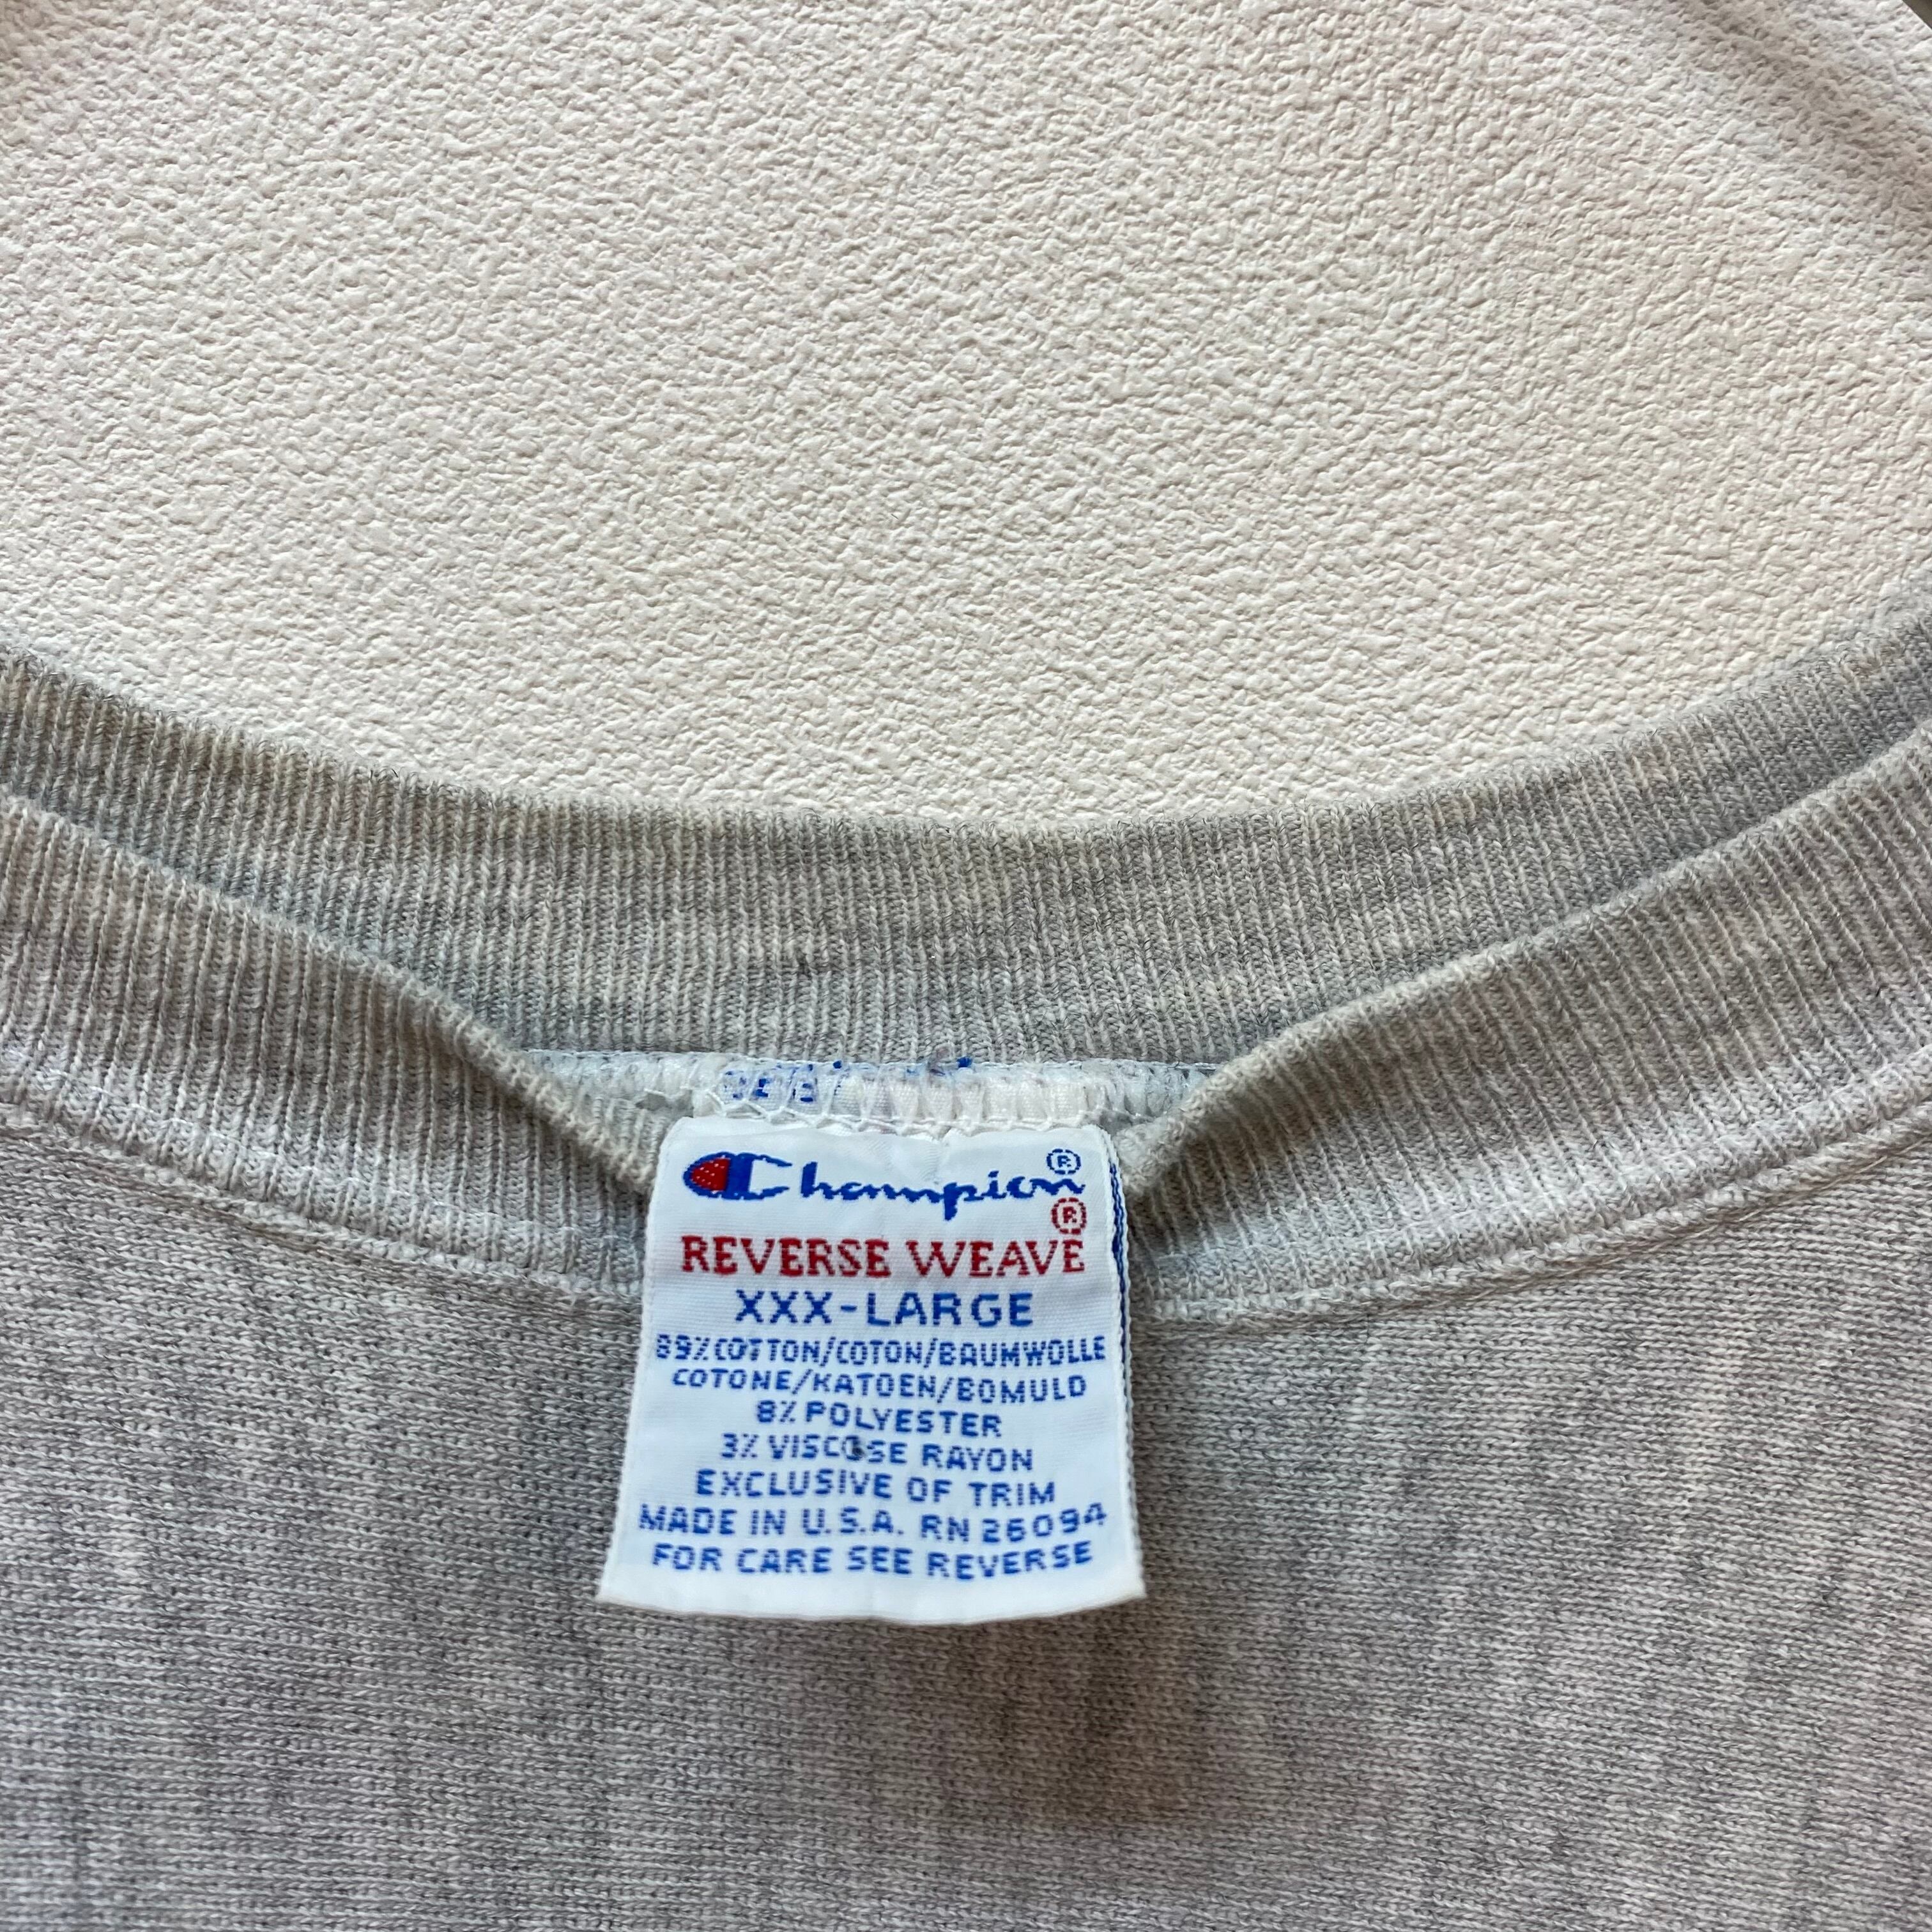 Champion®
REVERSE WEAVE®
XXX-LARGE
89% COTTON/COTON/BAUMWOLLE
COTONE/KATOEN/BOMULD
8% POLYESTER
3% VISCOSE RAYON
EXCLUSIVE OF TRIM
MADE IN U.S.A. RN 26094
FOR CARE SEE REVERSE